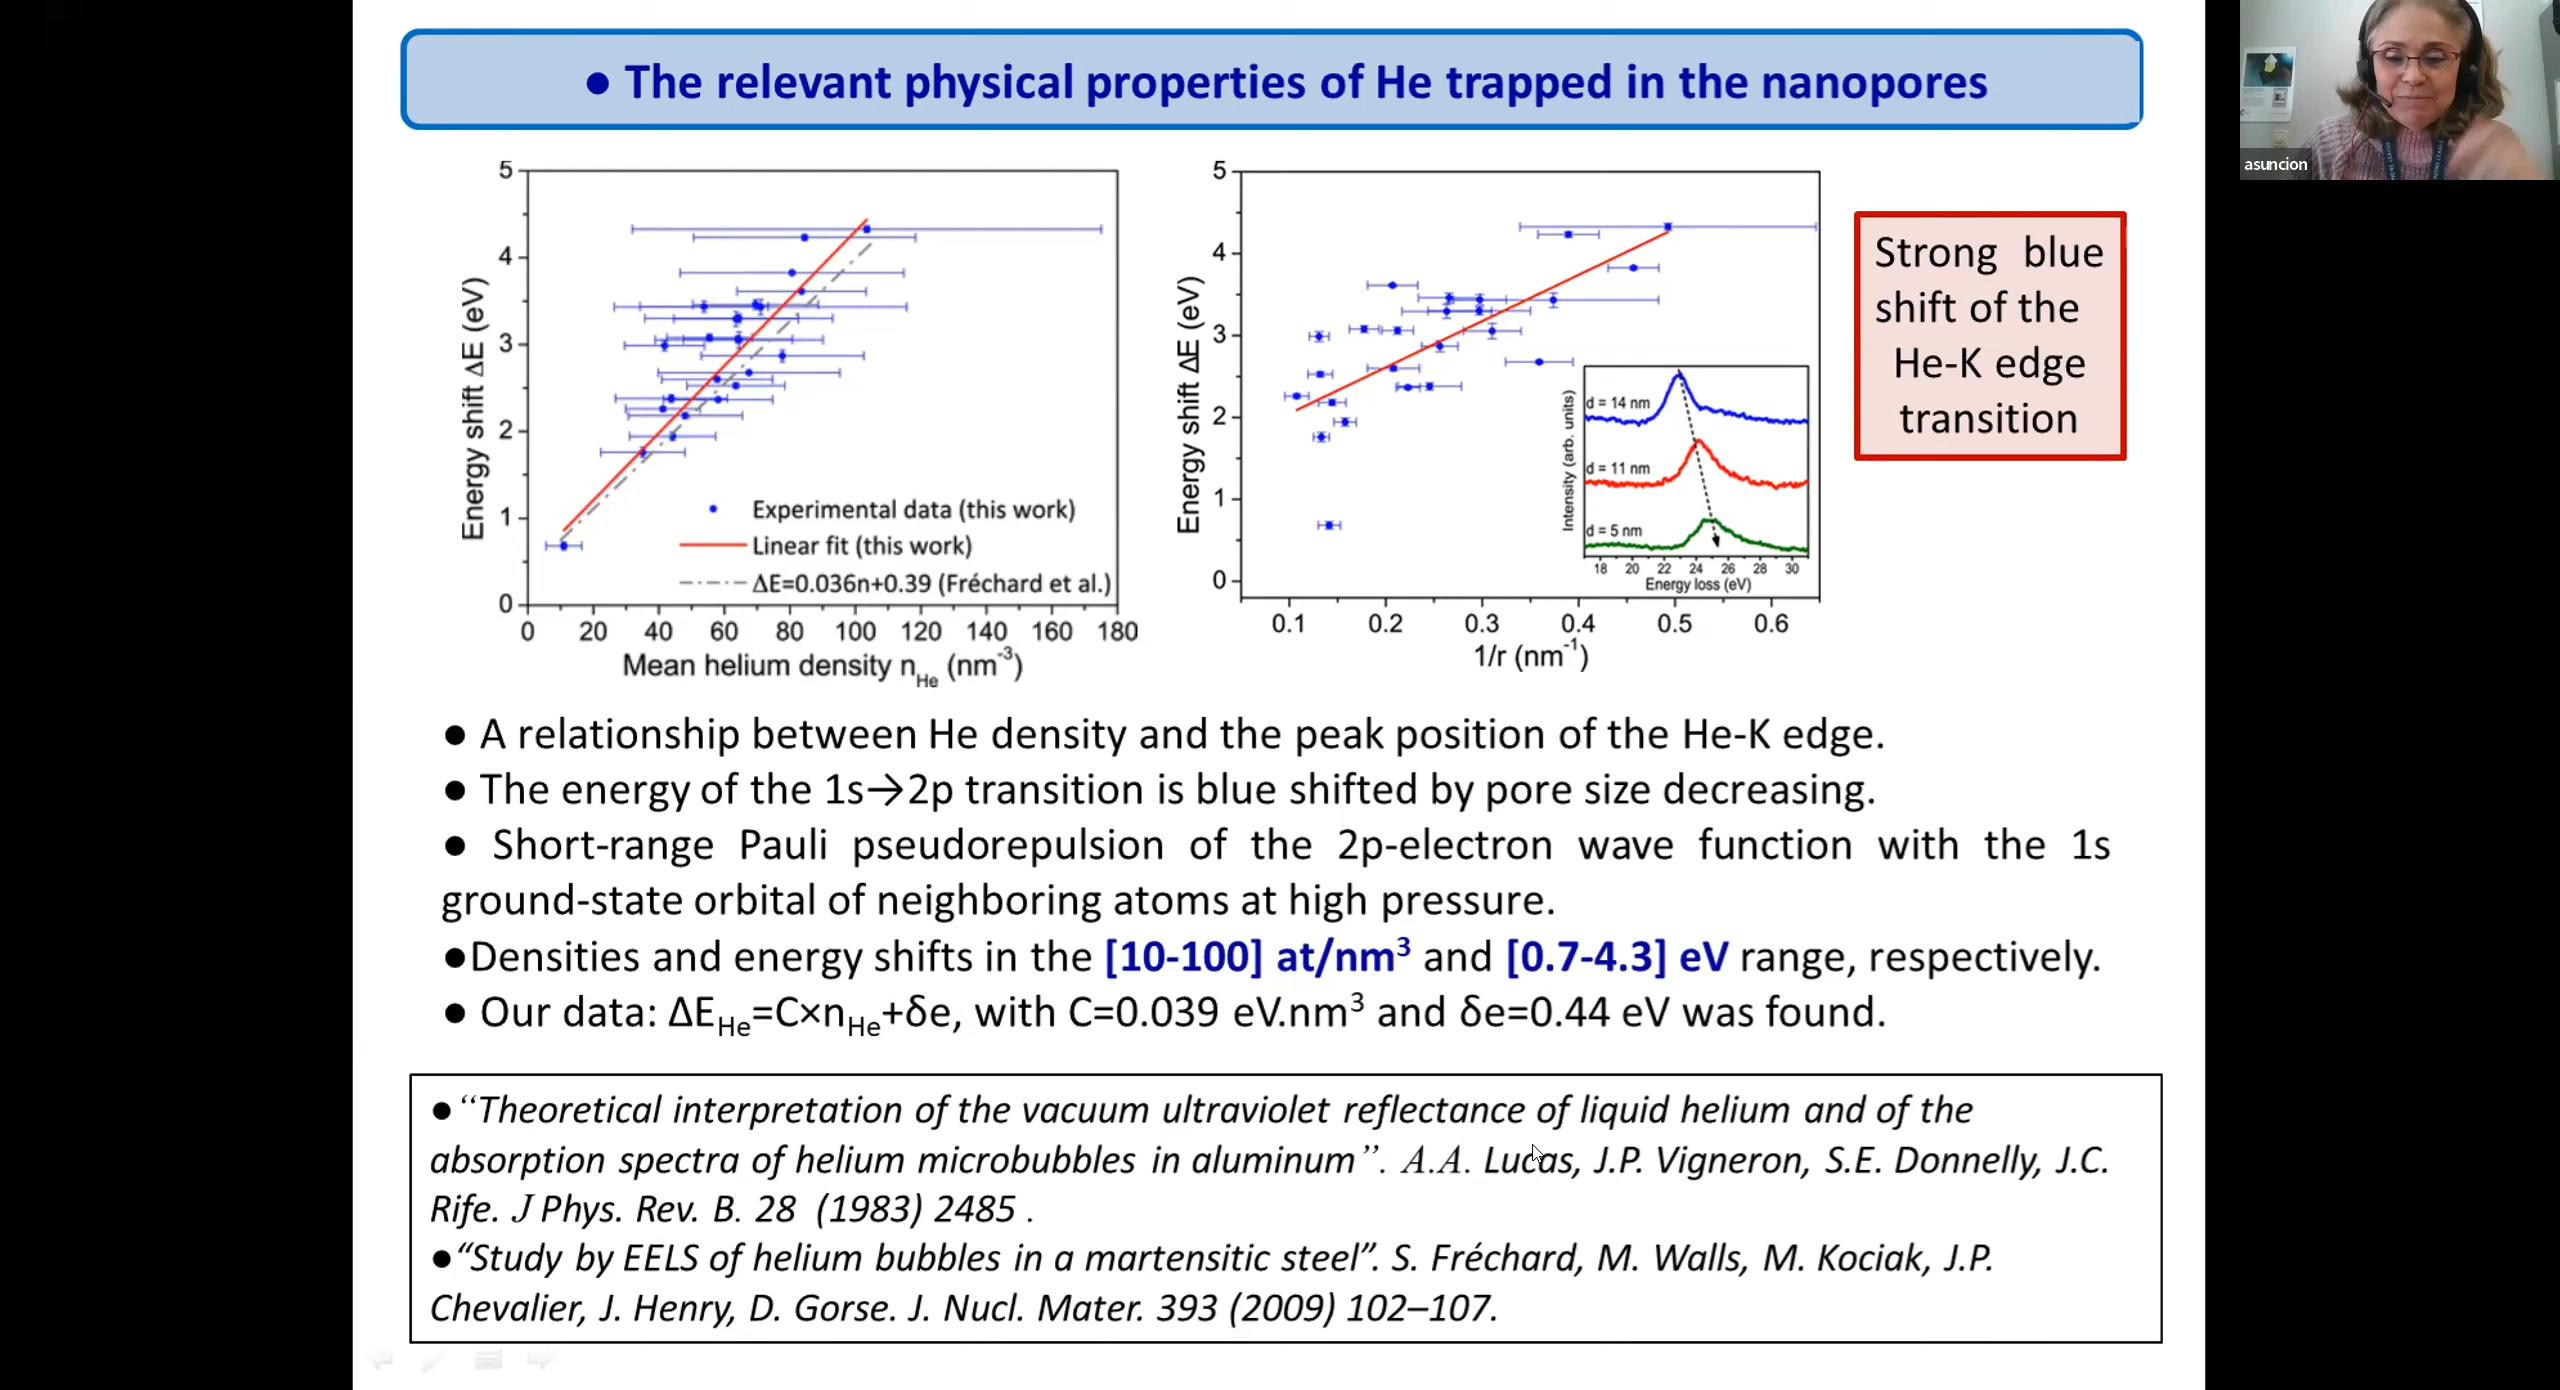 ● The relevant physical properties of He trapped in the nanopores
asuncion
5
4
3
2
1
0
Energy shift ΔE (eV)
Experimental data (this work)
Linear fit (this work)
ΔE=0.036n+0.39 (Fréchard et al.)
0 20 40 60 80 100 120 140 160 180
Mean helium density nHe (nm-3)
5
4
3
2
1
0
Energy shift ΔE (eV)
0.1 0.2 0.3 0.4 0.5 0.6
1/r (nm-1)
Intensity (arb. units)
d = 14 nm
d = 11 nm
d = 5 nm
18 20 22 24 26 28 30
Energy loss (eV)
Strong blue
shift of the
He-K edge
transition
● A relationship between He density and the peak position of the He-K edge.
● The energy of the 1s→2p transition is blue shifted by pore size decreasing.
● Short-range Pauli pseudorepulsion of the 2p-electron wave function with the 1s
ground-state orbital of neighboring atoms at high pressure.
●Densities and energy shifts in the [10-100] at/nm³ and [0.7-4.3] eV range, respectively.
● Our data: ΔEHe=C×nHe+δe, with C=0.039 eV.nm³ and δe=0.44 eV was found.
●‘‘Theoretical interpretation of the vacuum ultraviolet reflectance of liquid helium and of the
absorption spectra of helium microbubbles in aluminum’’. A.A. Lucas, J.P. Vigneron, S.E. Donnelly, J.C.
Rife. J Phys. Rev. B. 28 (1983) 2485 .
●“Study by EELS of helium bubbles in a martensitic steel”. S. Fréchard, M. Walls, M. Kociak, J.P.
Chevalier, J. Henry, D. Gorse. J. Nucl. Mater. 393 (2009) 102–107.